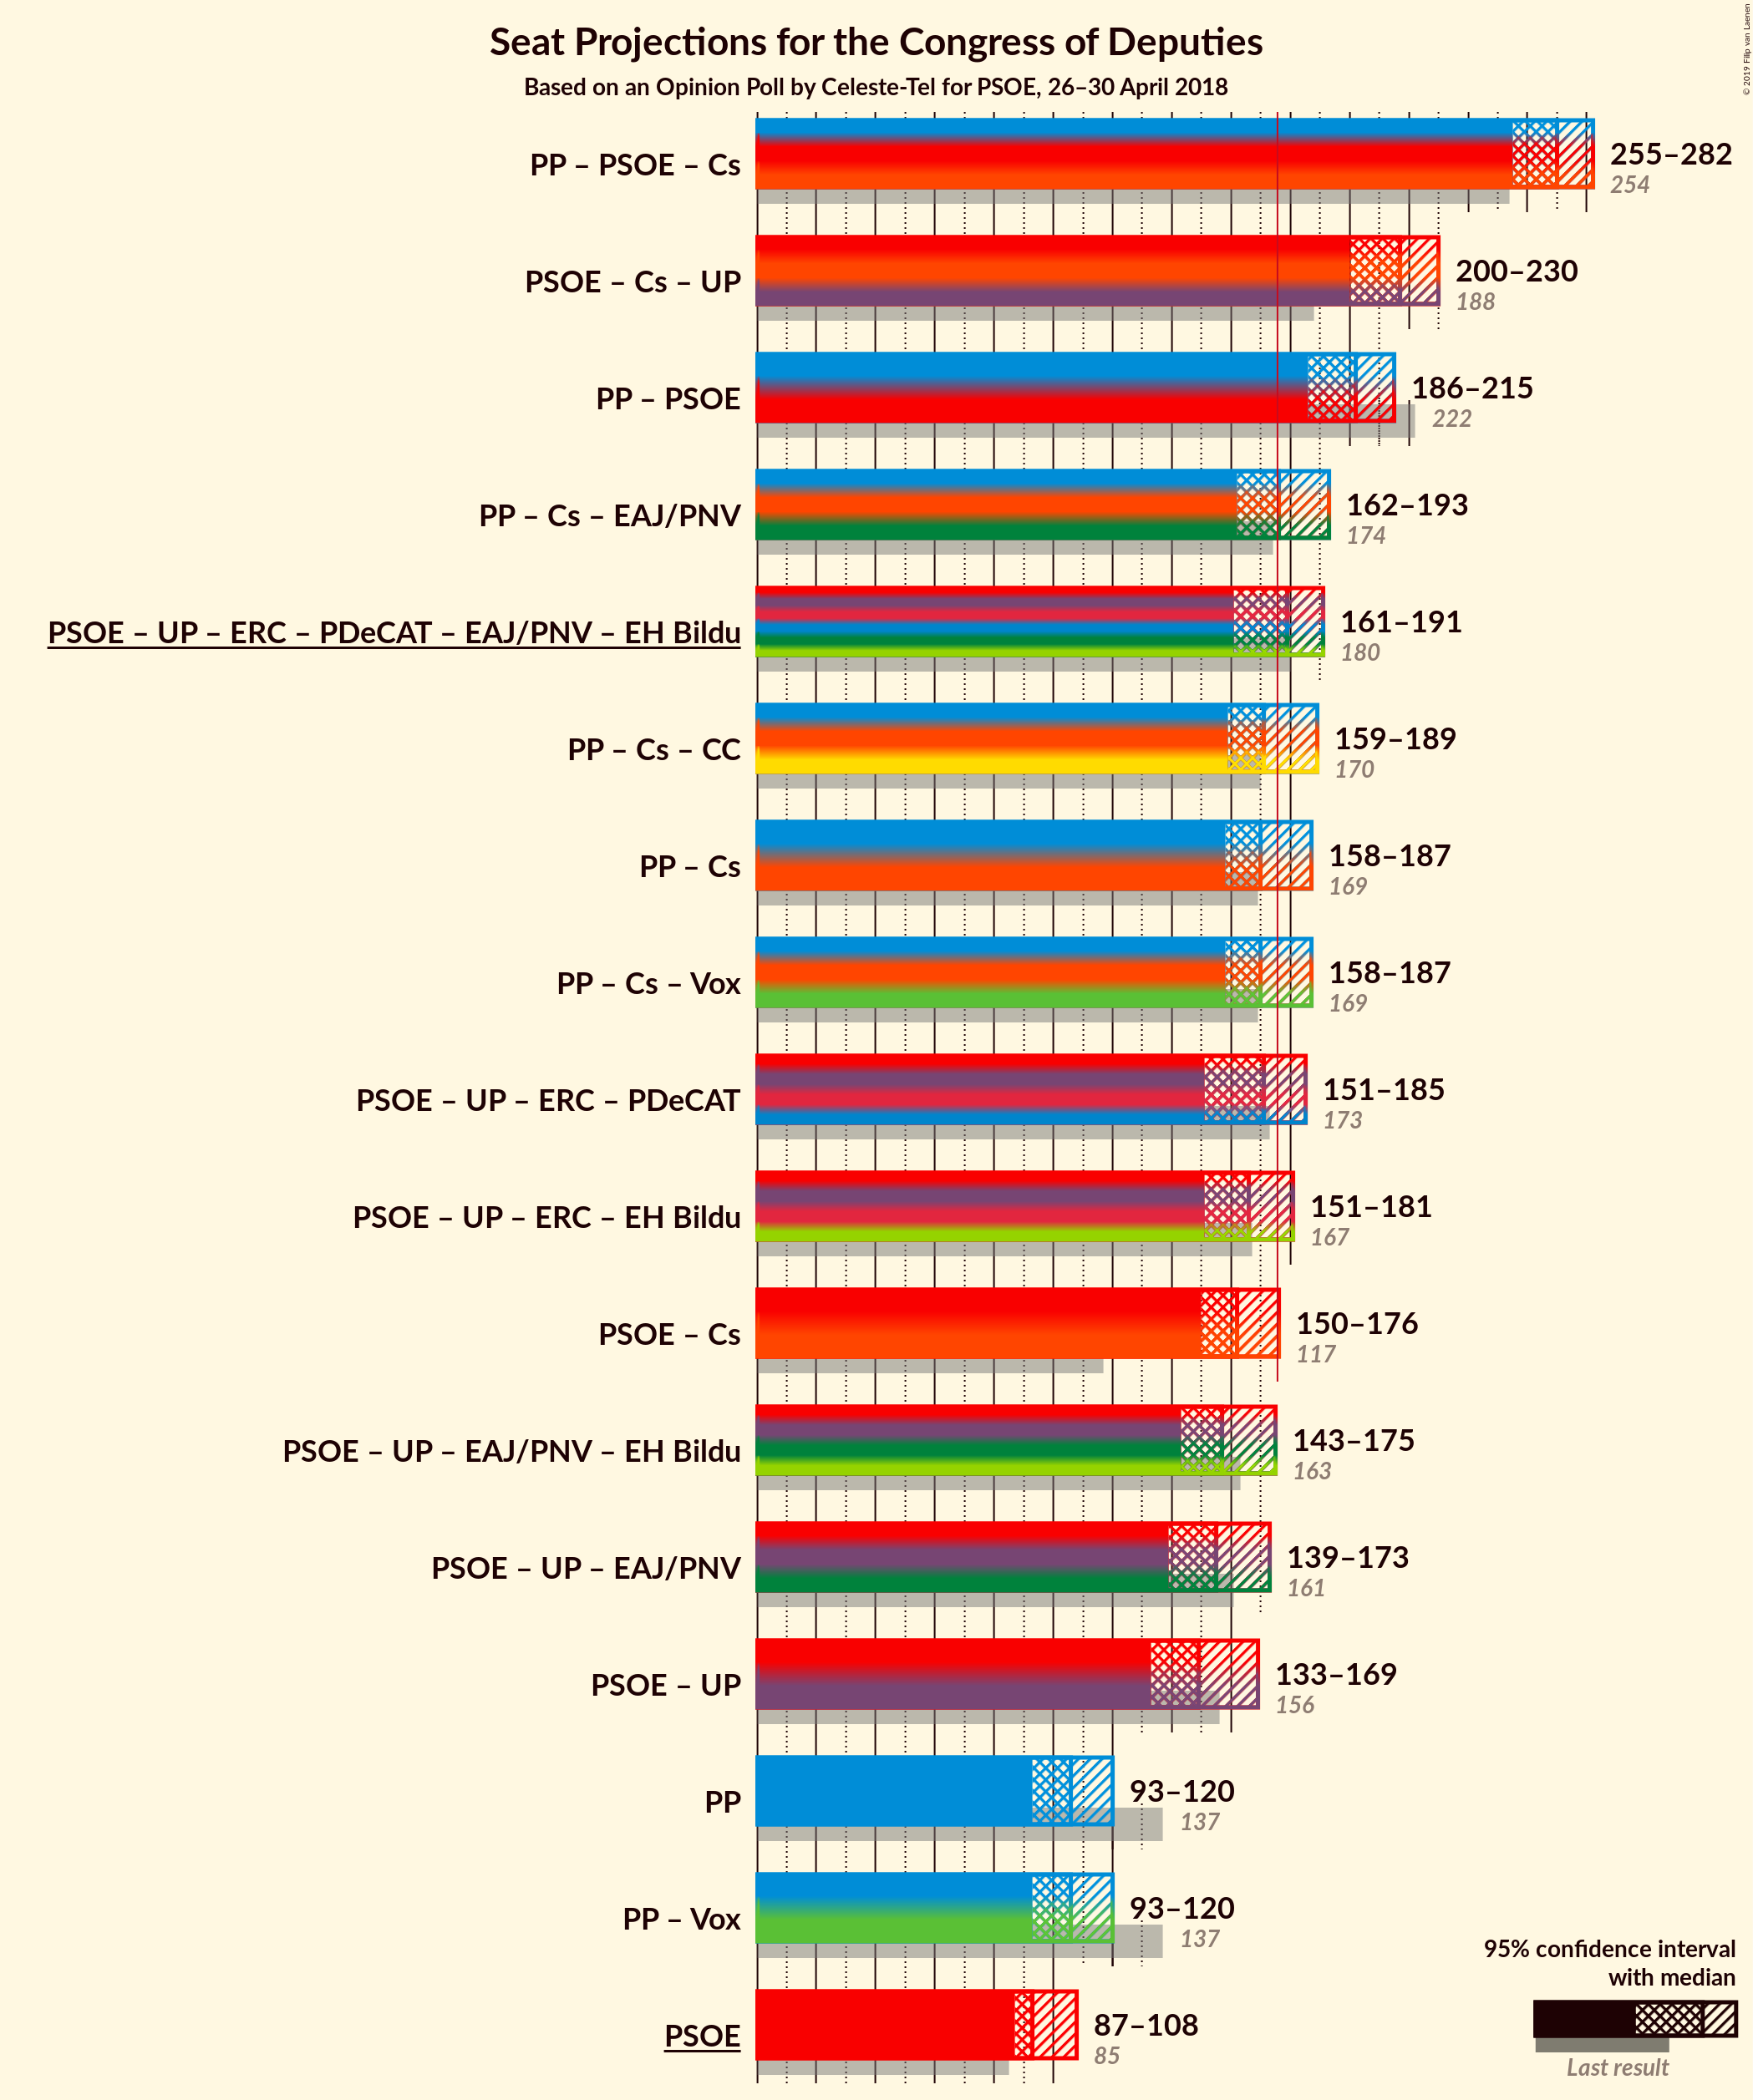 Seat Projections for the Congress of Deputies
Based on an Opinion Poll by Celeste-Tel for PSOE, 26–30 April 2018
© 2019 Filip van Laenen
PP – PSOE – Cs
255–282
254
PSOE – Cs – UP
200–230
188
PP – PSOE
186–215
222
PP – Cs – EAJ/PNV
162–193
174
PSOE – UP – ERC – PDeCAT – EAJ/PNV – EH Bildu
161–191
180
PP – Cs – CC
159–189
170
PP – Cs
158–187
169
PP – Cs – Vox
158–187
169
PSOE – UP – ERC – PDeCAT
151–185
173
PSOE – UP – ERC – EH Bildu
151–181
167
PSOE – Cs
150–176
117
PSOE – UP – EAJ/PNV – EH Bildu
143–175
163
PSOE – UP – EAJ/PNV
139–173
161
PSOE – UP
133–169
156
PP
93–120
137
PP – Vox
93–120
137
PSOE
87–108
85
95% confidence interval
with median
Last result